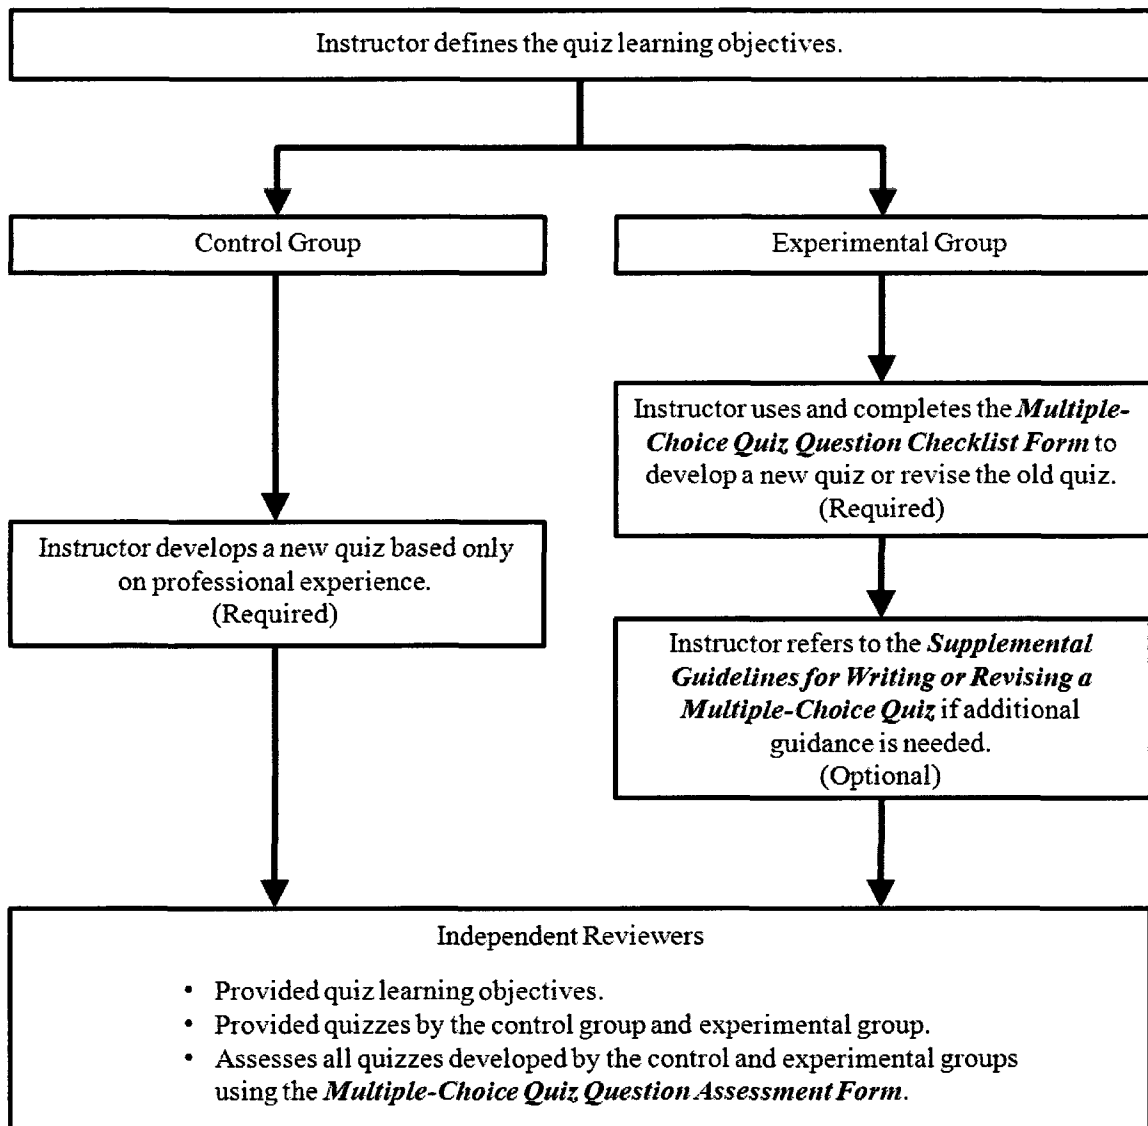 Instructor defines the quiz learning objectives.
Control Group
Experimental Group
Instructor uses and completes the Multiple-
Choice Quiz Question Checklist Form to
develop a new quiz or revise the old quiz.
(Required)
Instructor develops a new quiz based only
on professional experience.
(Required)
Instructor refers to the Supplemental
Guidelines for Writing or Revising a
Multiple-Choice Quiz if additional
guidance is needed.
(Optional)
Independent Reviewers
• Provided quiz learning objectives.
• Provided quizzes by the control group and experimental group.
• Assesses all quizzes developed by the control and experimental groups
using the Multiple-Choice Quiz Question Assessment Form.